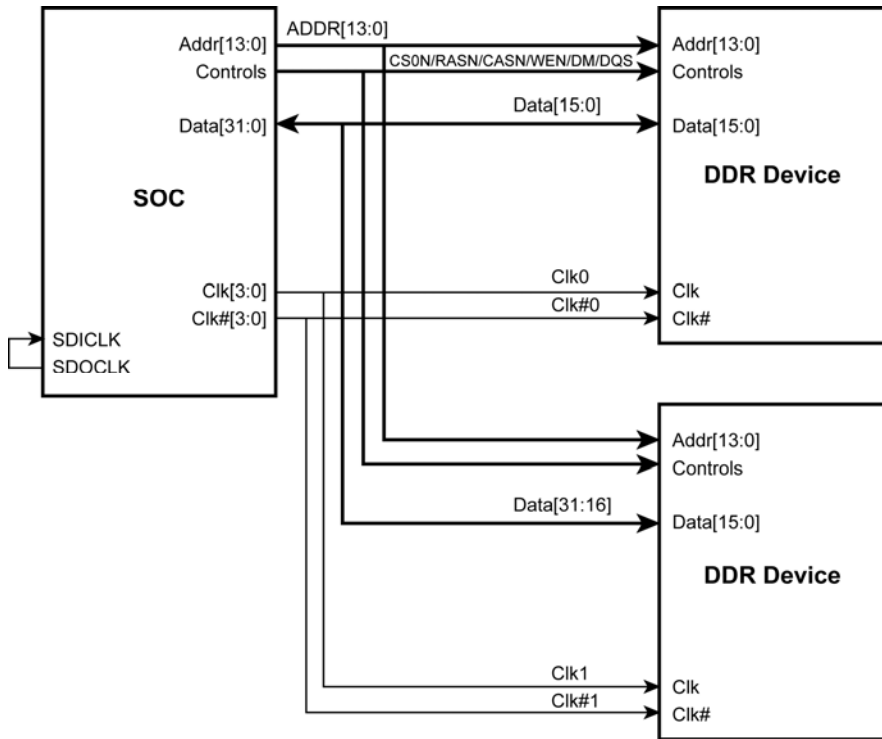 ADDR[13:0]
Addr[13:0]
Controls
Data[31:0]
SOC
Clk[3:0]
Clk#[3:0]
SDICLK
SDOCLK
CS0N/RASN/CASN/WEN/DM/DQS
Data[15:0]
Clk0
Clk#0
Addr[13:0]
Controls
Data[15:0]
DDR Device
Clk
Clk#
Data[31:16]
Clk1
Clk#1
Addr[13:0]
Controls
Data[15:0]
DDR Device
Clk
Clk#